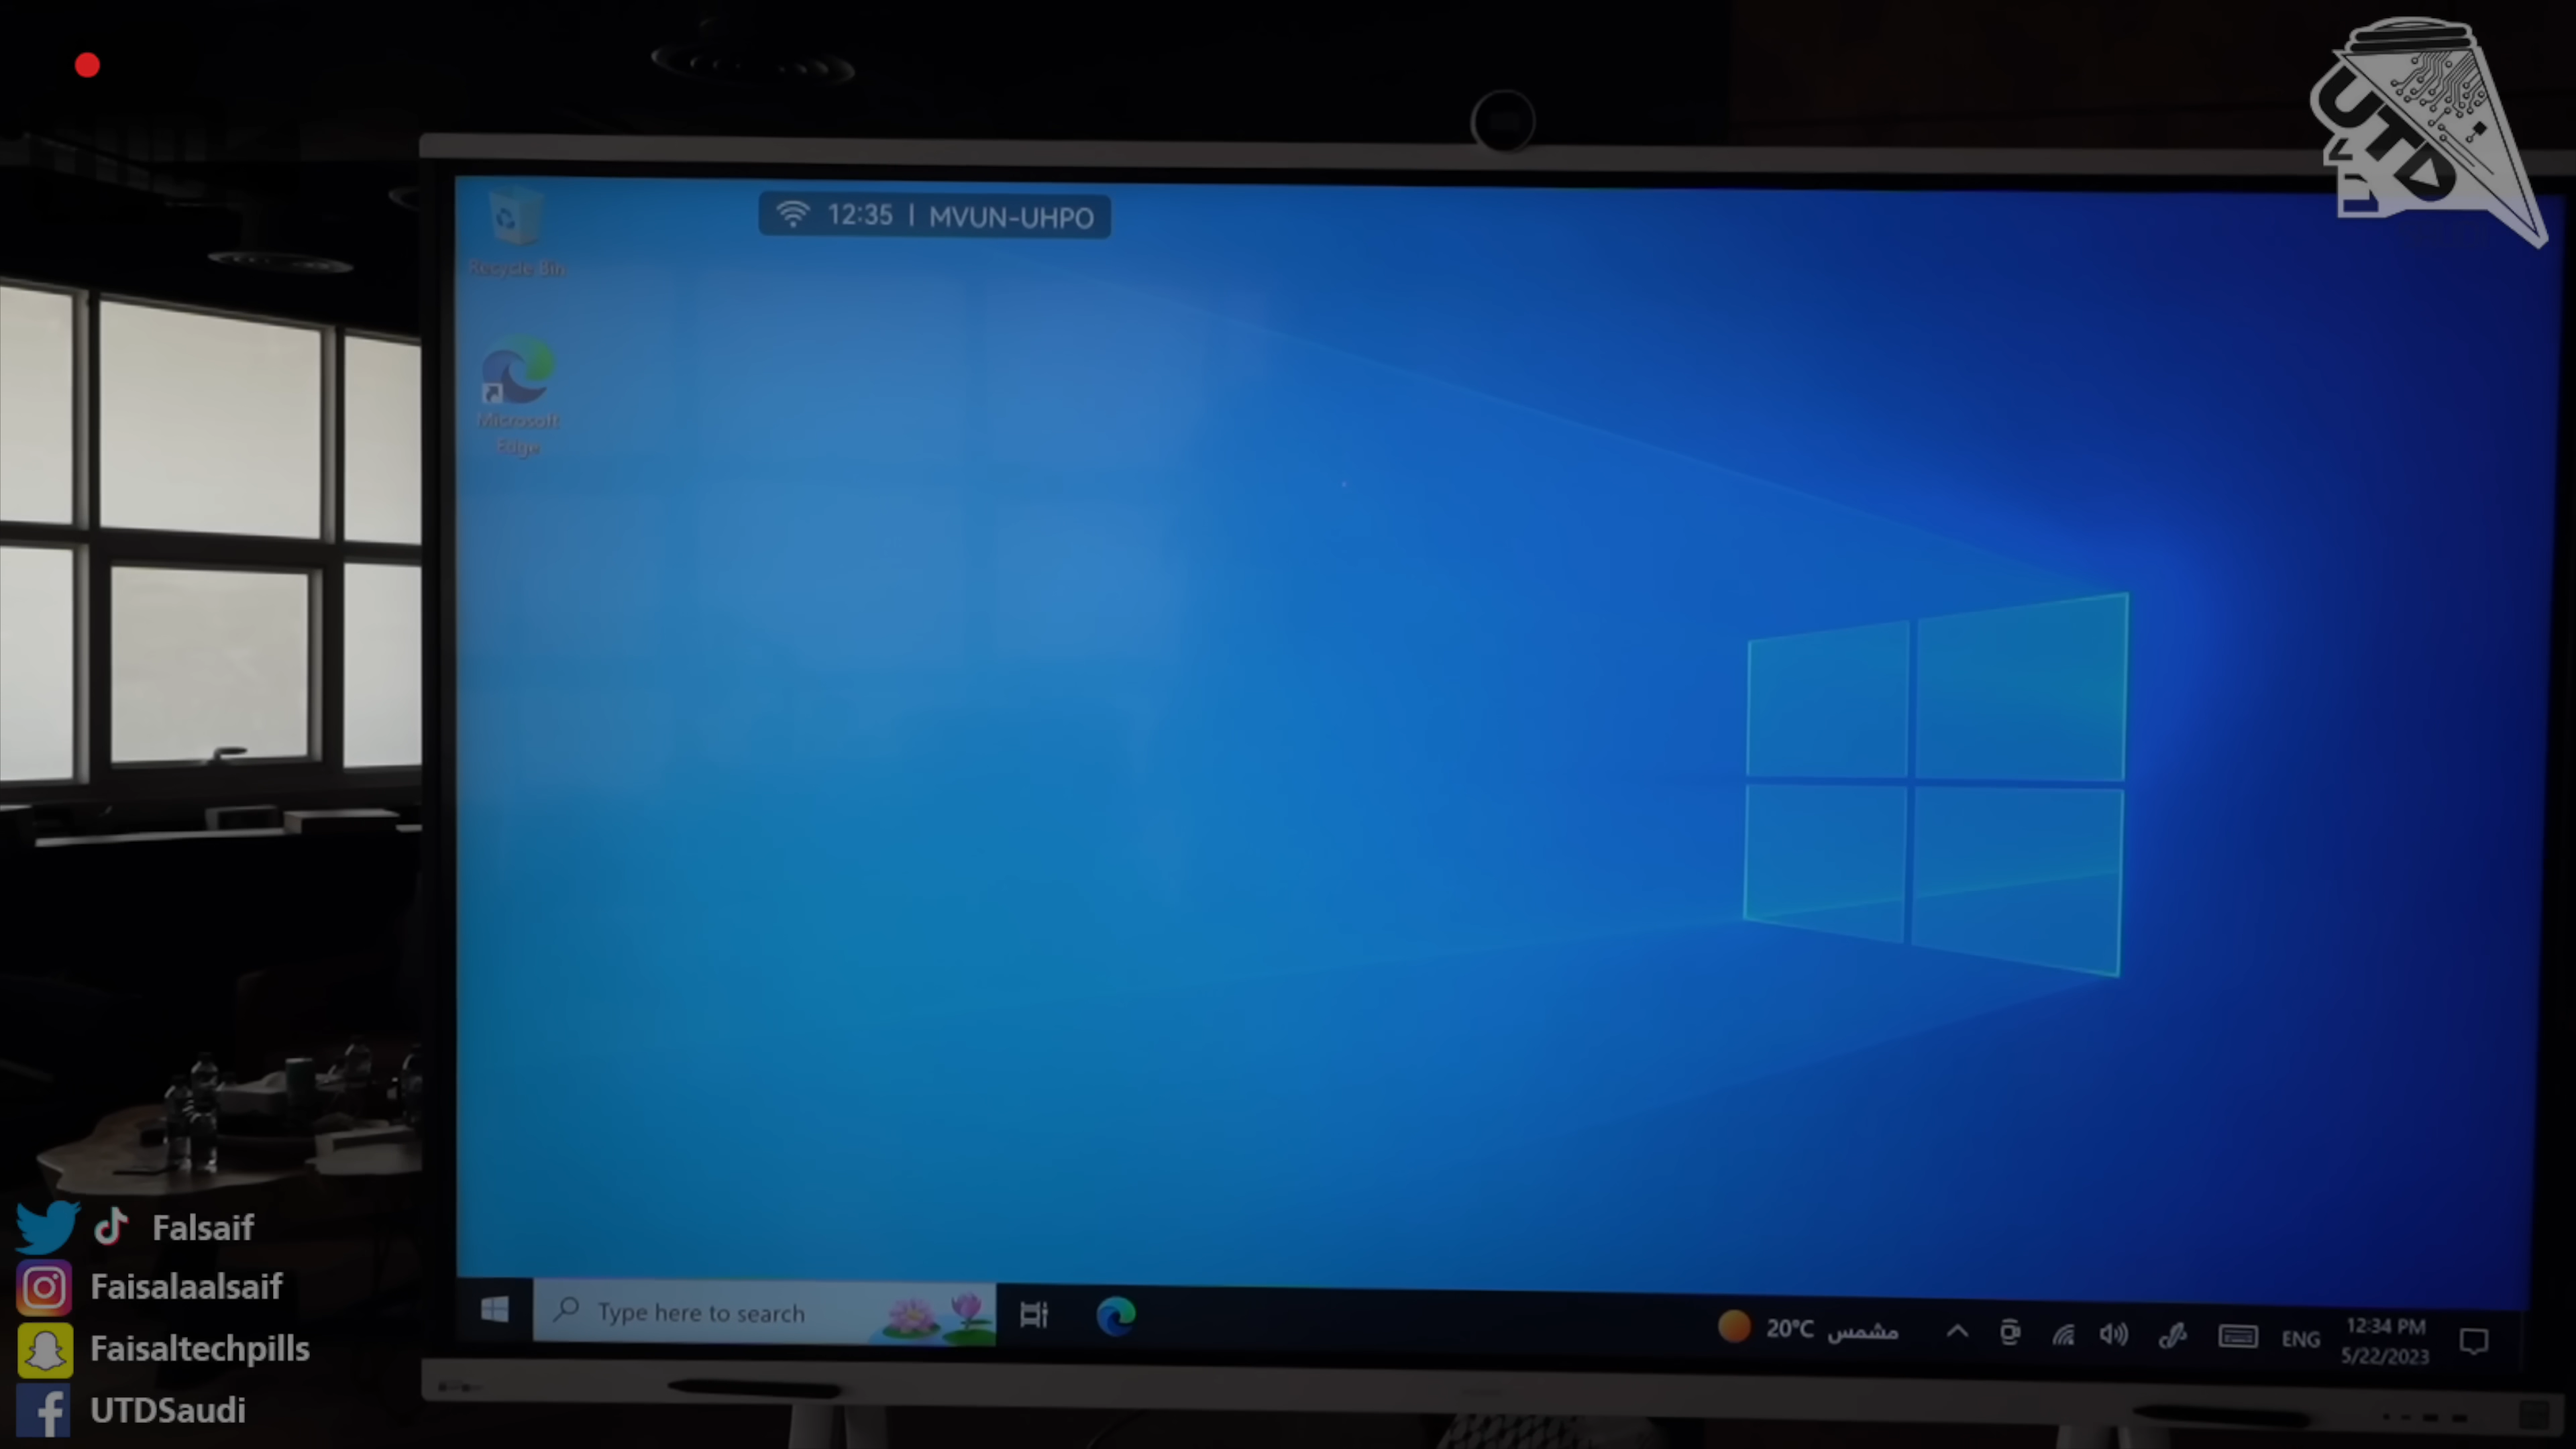 UTD
12:35 | MVUN-UHPO
Recycle Bin
Microsoft
Edge
Type here to search
20°C مشمس
ENG
12:34 PM
5/22/2023
Falsaif
Faisalaalsaif
Faisaltechpills
UTDSaudi